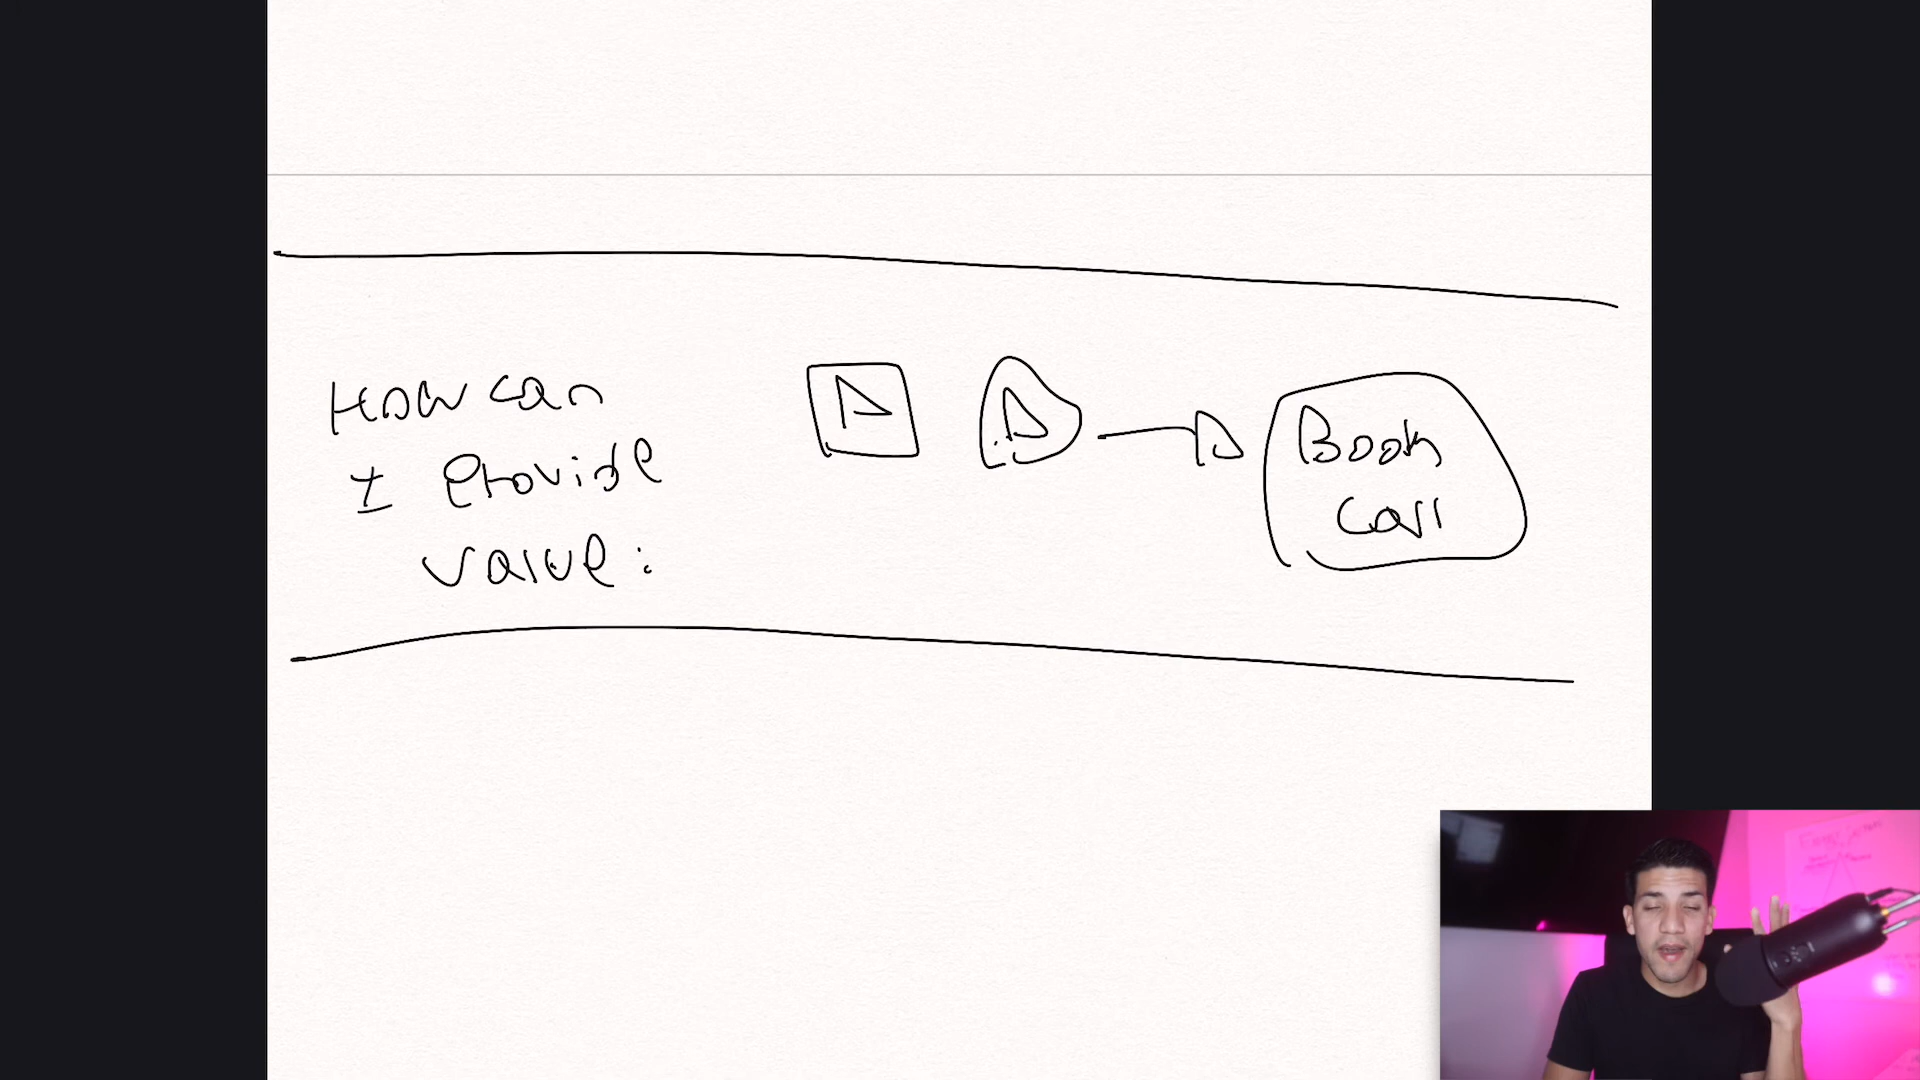 How can
I Provide
value:
Book
Call